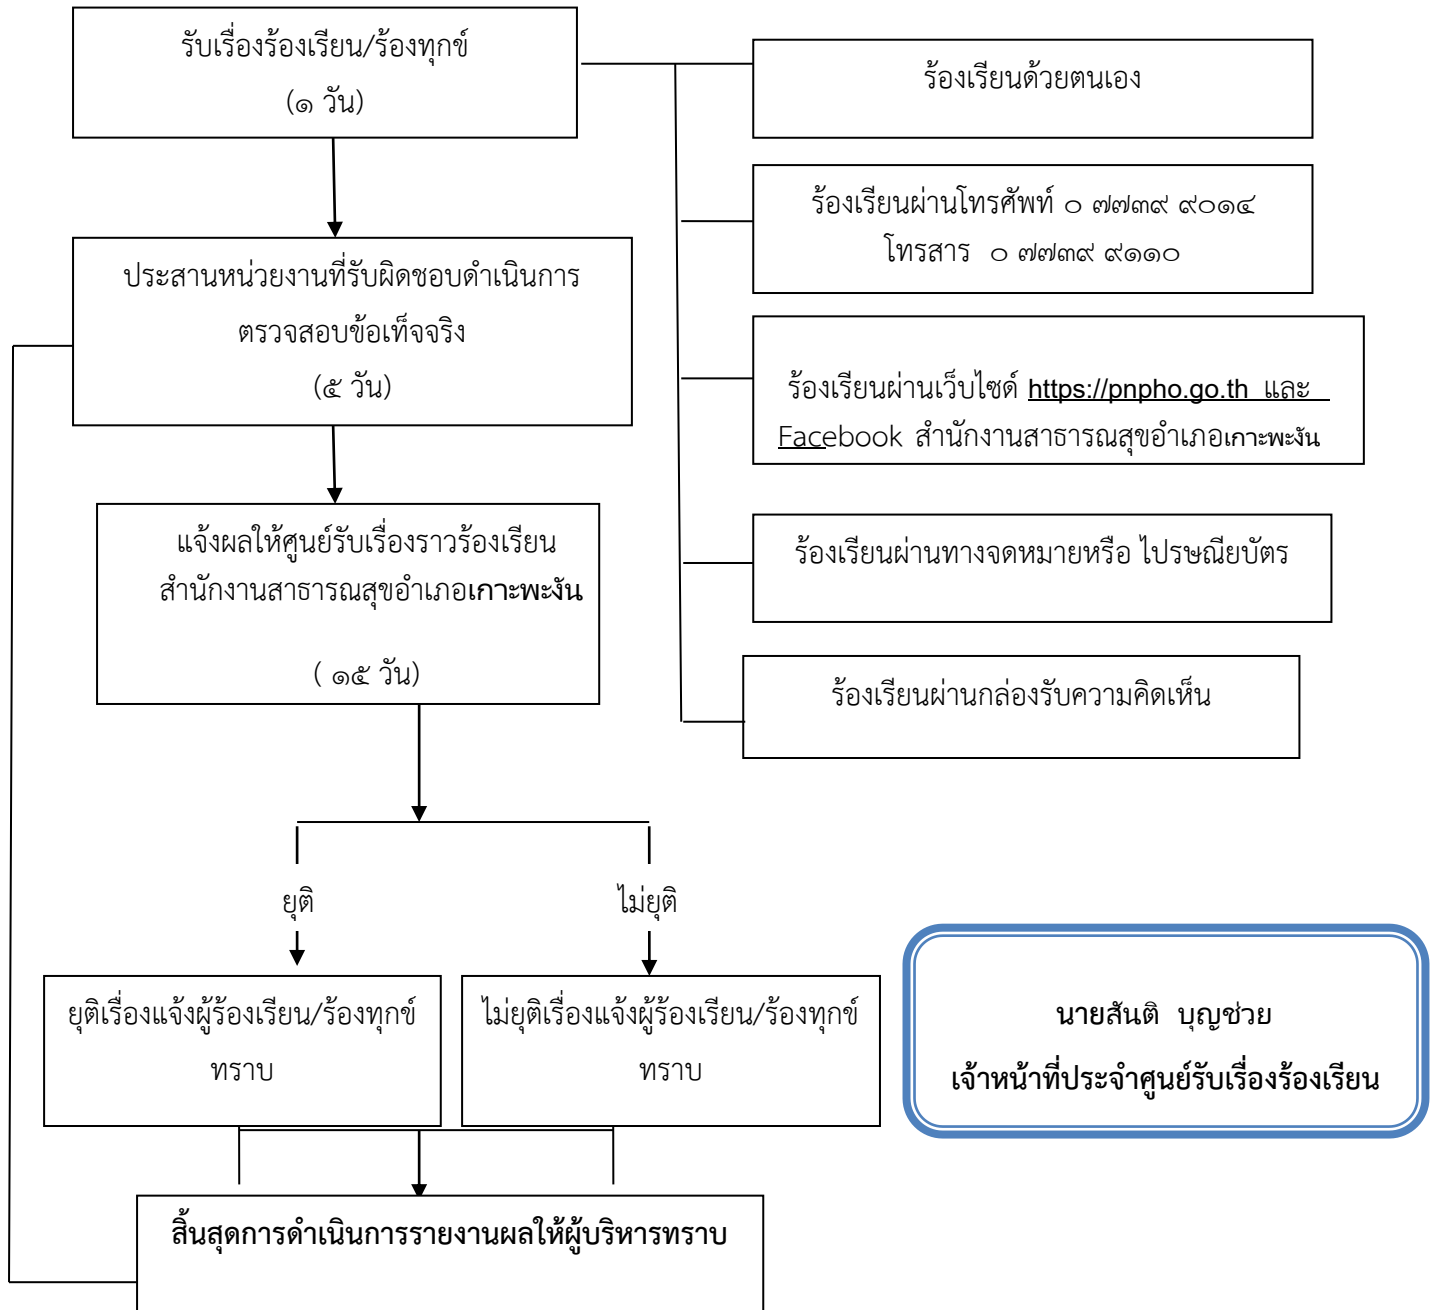 รับเรื่องร้องเรียน/ร้องทุกข์
(๑ วัน)
ร้องเรียนด้วยตนเอง
ร้องเรียนผ่านโทรศัพท์ ๐ ๗๗๓๙ ๙๐๑๔
โทรสาร ๐ ๗๗๓๙ ๙๑๑๐
ประสานหน่วยงานที่รับผิดชอบดำเนินการ
ตรวจสอบข้อเท็จจริง
(๕ วัน)
ร้องเรียนผ่านเว็บไซด์ https://pnpho.go.th และ
Facebook สำนักงานสาธารณสุขอำเภอเกาะพะงัน
แจ้งผลให้ศูนย์รับเรื่องราวร้องเรียน
สำนักงานสาธารณสุขอำเภอเกาะพะงัน
( ๑๕ วัน)
ร้องเรียนผ่านทางจดหมายหรือ ไปรษณียบัตร
ร้องเรียนผ่านกล่องรับความคิดเห็น
ยุติ
ไม่ยุติ
ยุติเรื่องแจ้งผู้ร้องเรียน/ร้องทุกข์
ทราบ
ไม่ยุติเรื่องแจ้งผู้ร้องเรียน/ร้องทุกข์
ทราบ
นายสันติ บุญช่วย
เจ้าหน้าที่ประจำศูนย์รับเรื่องร้องเรียน
สิ้นสุดการดำเนินการรายงานผลให้ผู้บริหารทราบ